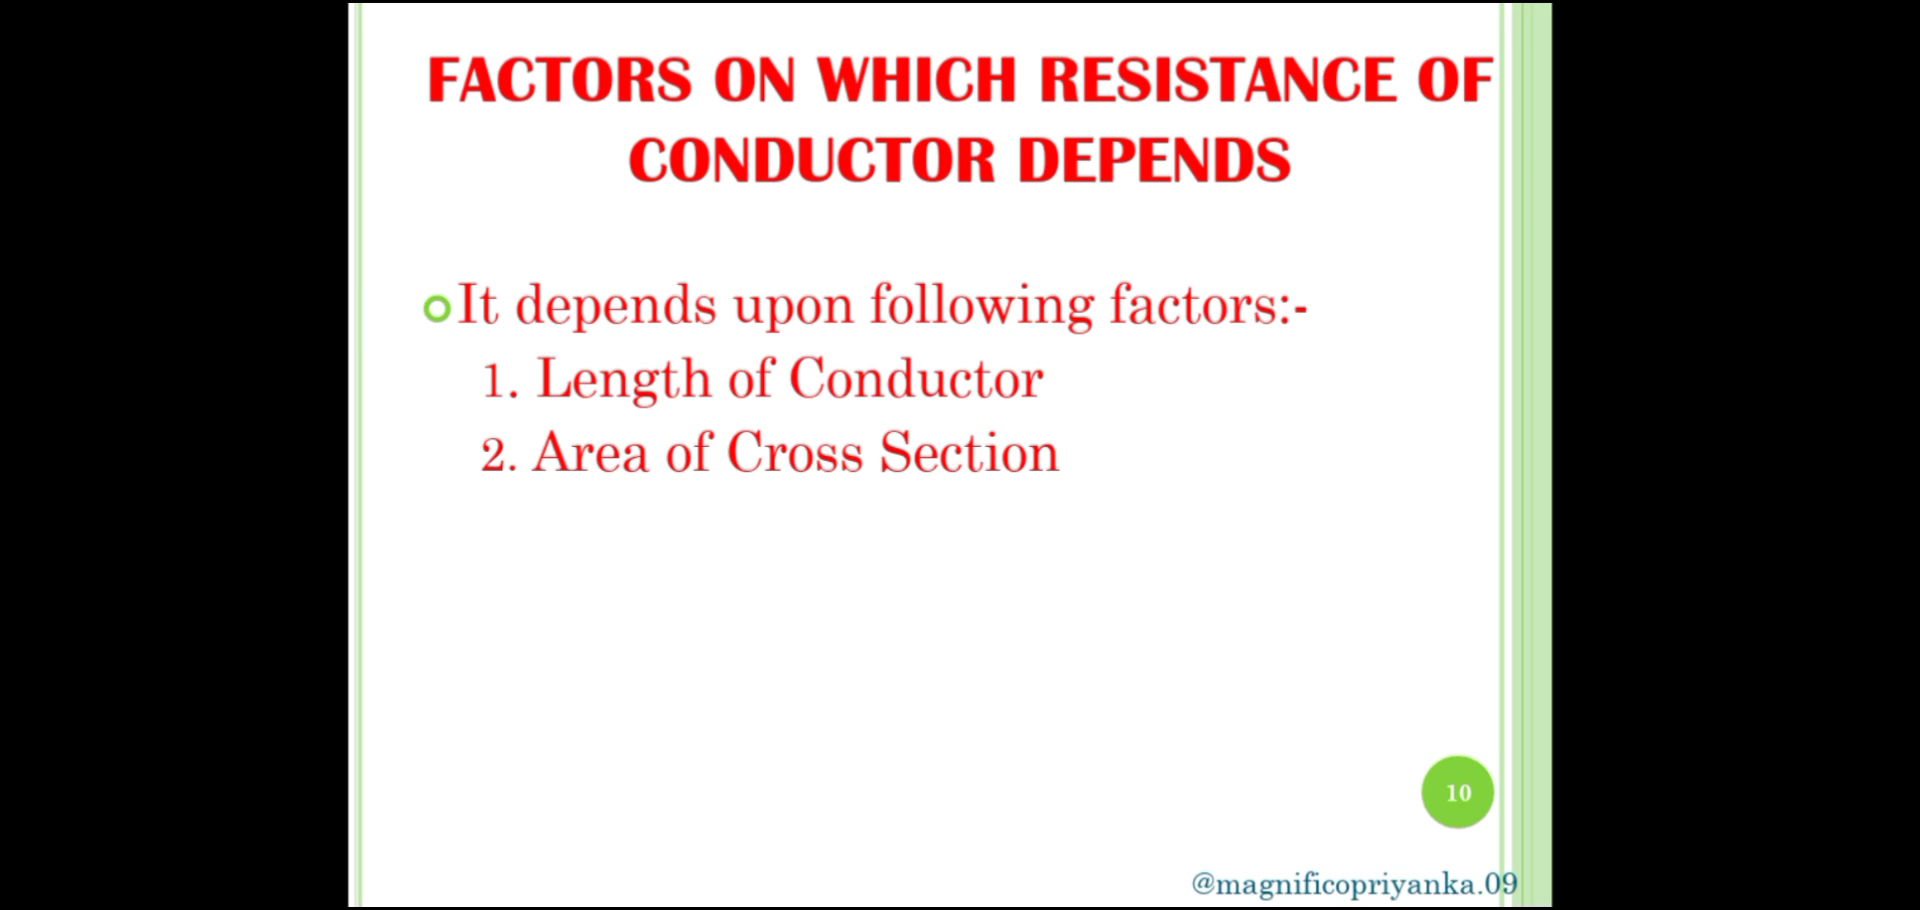 FACTORS ON WHICH RESISTANCE OF
CONDUCTOR DEPENDS
It depends upon following factors:-
1. Length of Conductor
2. Area of Cross Section
10
@magnificopriyanka.09